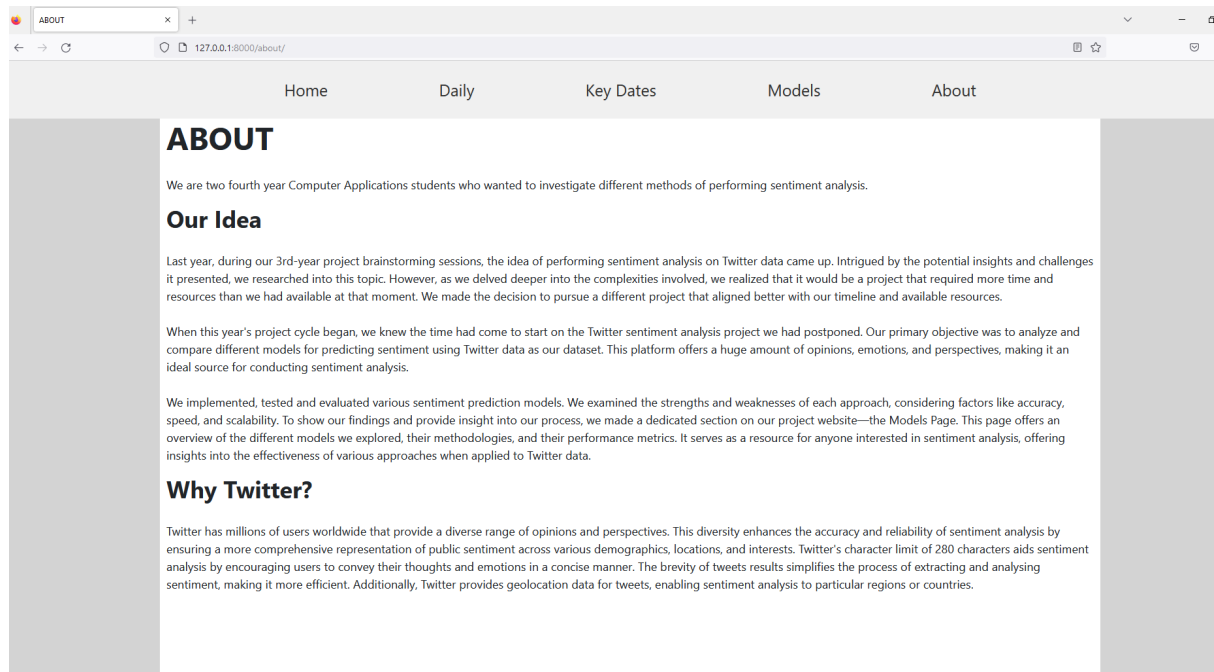 ABOUT
127.0.0.1:8000/about/
Home Daily Key Dates Models About
ABOUT
We are two fourth year Computer Applications students who wanted to investigate different methods of performing sentiment analysis.
Our Idea
Last year, during our 3rd-year project brainstorming sessions, the idea of performing sentiment analysis on Twitter data came up. Intrigued by the potential insights and challenges
it presented, we researched into this topic. However, as we delved deeper into the complexities involved, we realized that it would be a project that required more time and
resources than we had available at that moment. We made the decision to pursue a different project that aligned better with our timeline and available resources.
When this year's project cycle began, we knew the time had come to start on the Twitter sentiment analysis project we had postponed. Our primary objective was to analyze and
compare different models for predicting sentiment using Twitter data as our dataset. This platform offers a huge amount of opinions, emotions, and perspectives, making it an
ideal source for conducting sentiment analysis.
We implemented, tested and evaluated various sentiment prediction models. We examined the strengths and weaknesses of each approach, considering factors like accuracy,
speed, and scalability. To show our findings and provide insight into our process, we made a dedicated section on our project website—the Models Page. This page offers an
overview of the different models we explored, their methodologies, and their performance metrics. It serves as a resource for anyone interested in sentiment analysis, offering
insights into the effectiveness of various approaches when applied to Twitter data.
Why Twitter?
Twitter has millions of users worldwide that provide a diverse range of opinions and perspectives. This diversity enhances the accuracy and reliability of sentiment analysis by
ensuring a more comprehensive representation of public sentiment across various demographics, locations, and interests. Twitter's character limit of 280 characters aids sentiment
analysis by encouraging users to convey their thoughts and emotions in a concise manner. The brevity of tweets results simplifies the process of extracting and analysing
sentiment, making it more efficient. Additionally, Twitter provides geolocation data for tweets, enabling sentiment analysis to particular regions or countries.